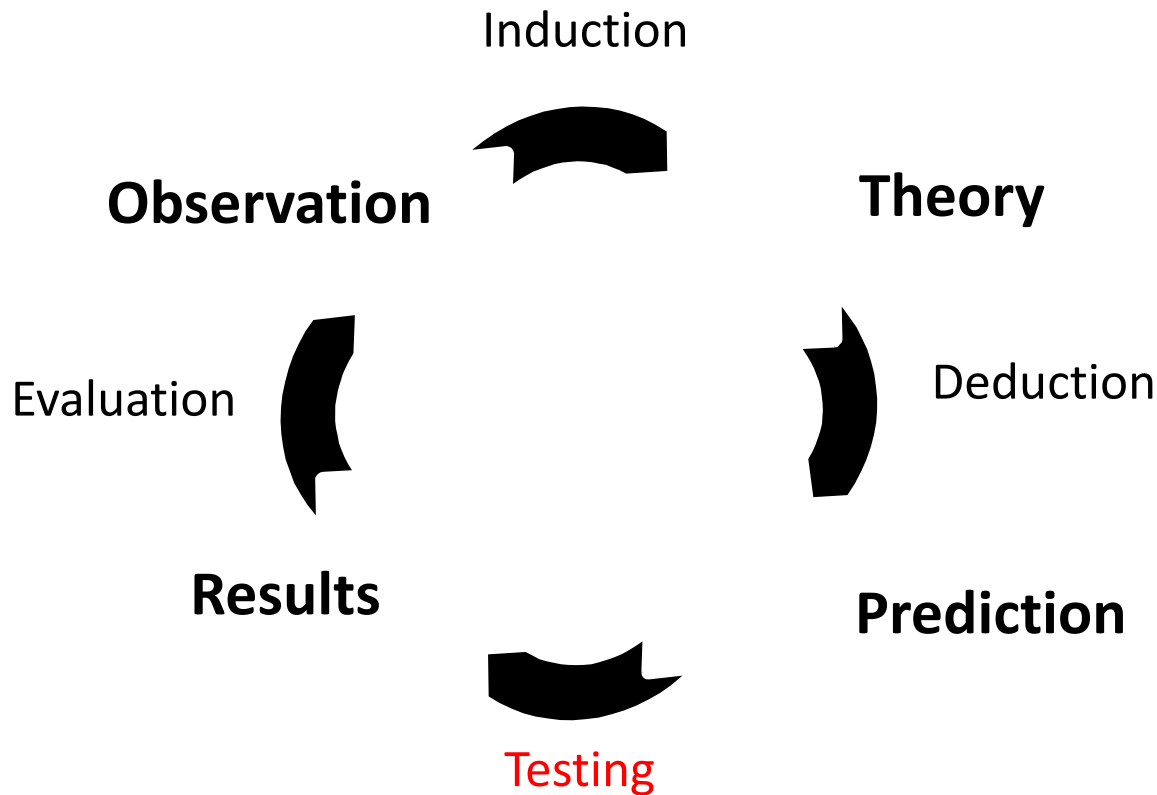 Induction
Observation
Theory
Evaluation
Deduction
Results
Prediction
Testing